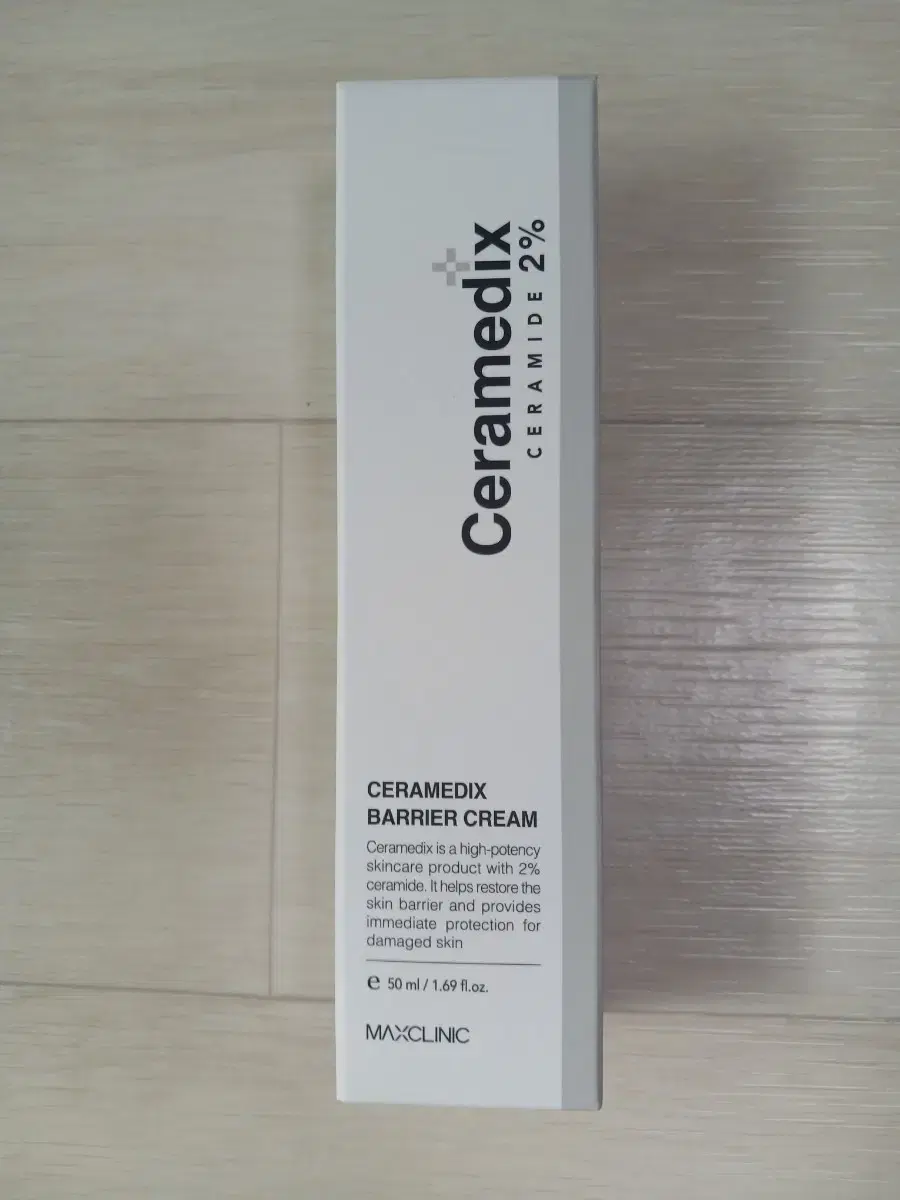 Ceramedix
CERAMIDE 2%
CERAMEDIX
BARRIER CREAM
Ceramedix is a high-potency
skincare product with 2%
ceramide. It helps restore the
skin barrier and provides
immediate protection for
damaged skin
e 50 ml / 1.69 fl.oz.
MAXCLINIC